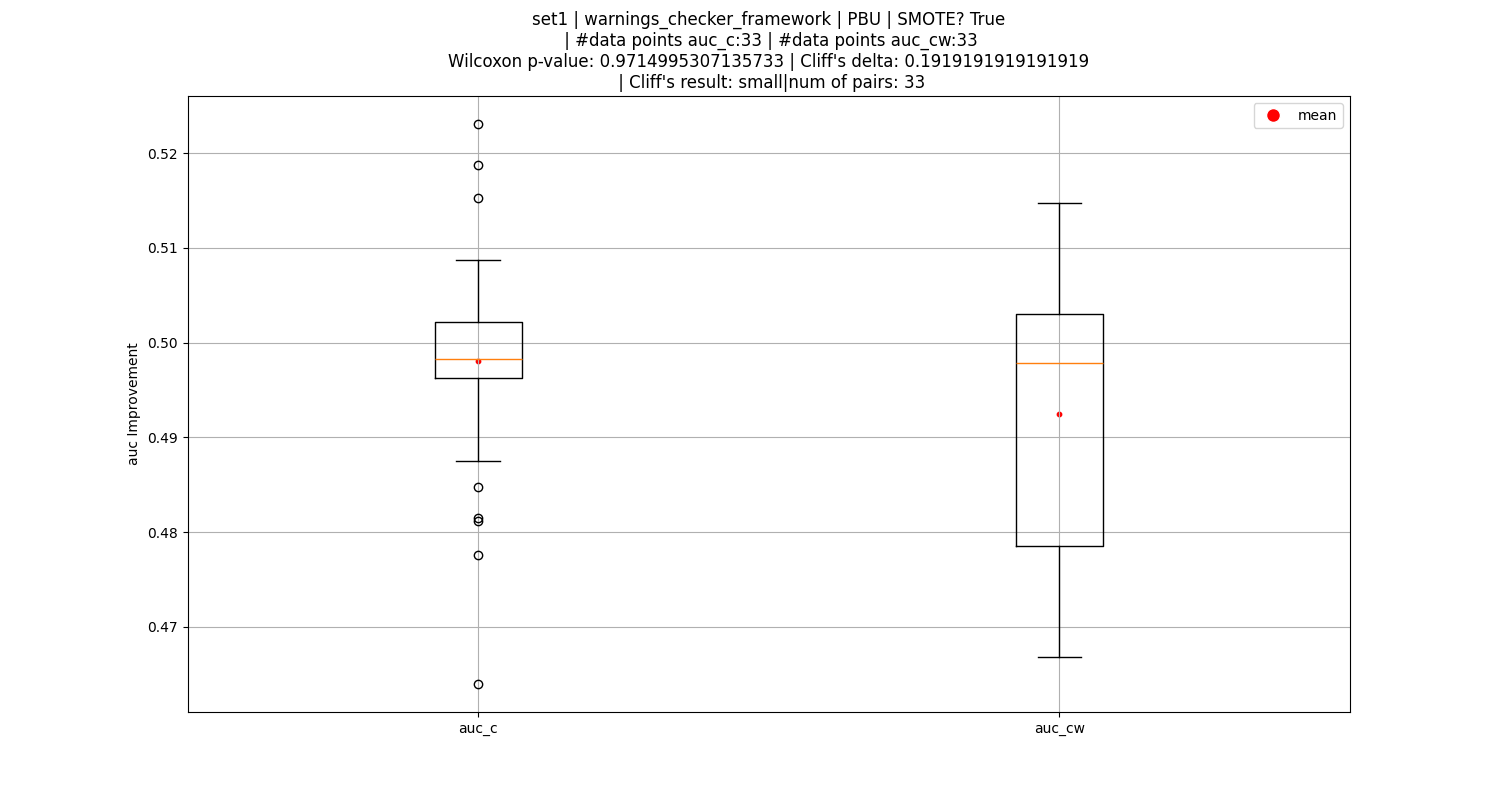 set1 | warnings_checker_framework | PBU | SMOTE? True
| #data points auc_c:33 | #data points auc_cw:33
Wilcoxon p-value: 0.9714995307135733 | Cliff's delta: 0.1919191919191919
| Cliff's result: small|num of pairs: 33
mean
0.52
0.51
0.50
0.49
0.48
0.47
auc Improvement
auc_c
auc_cw